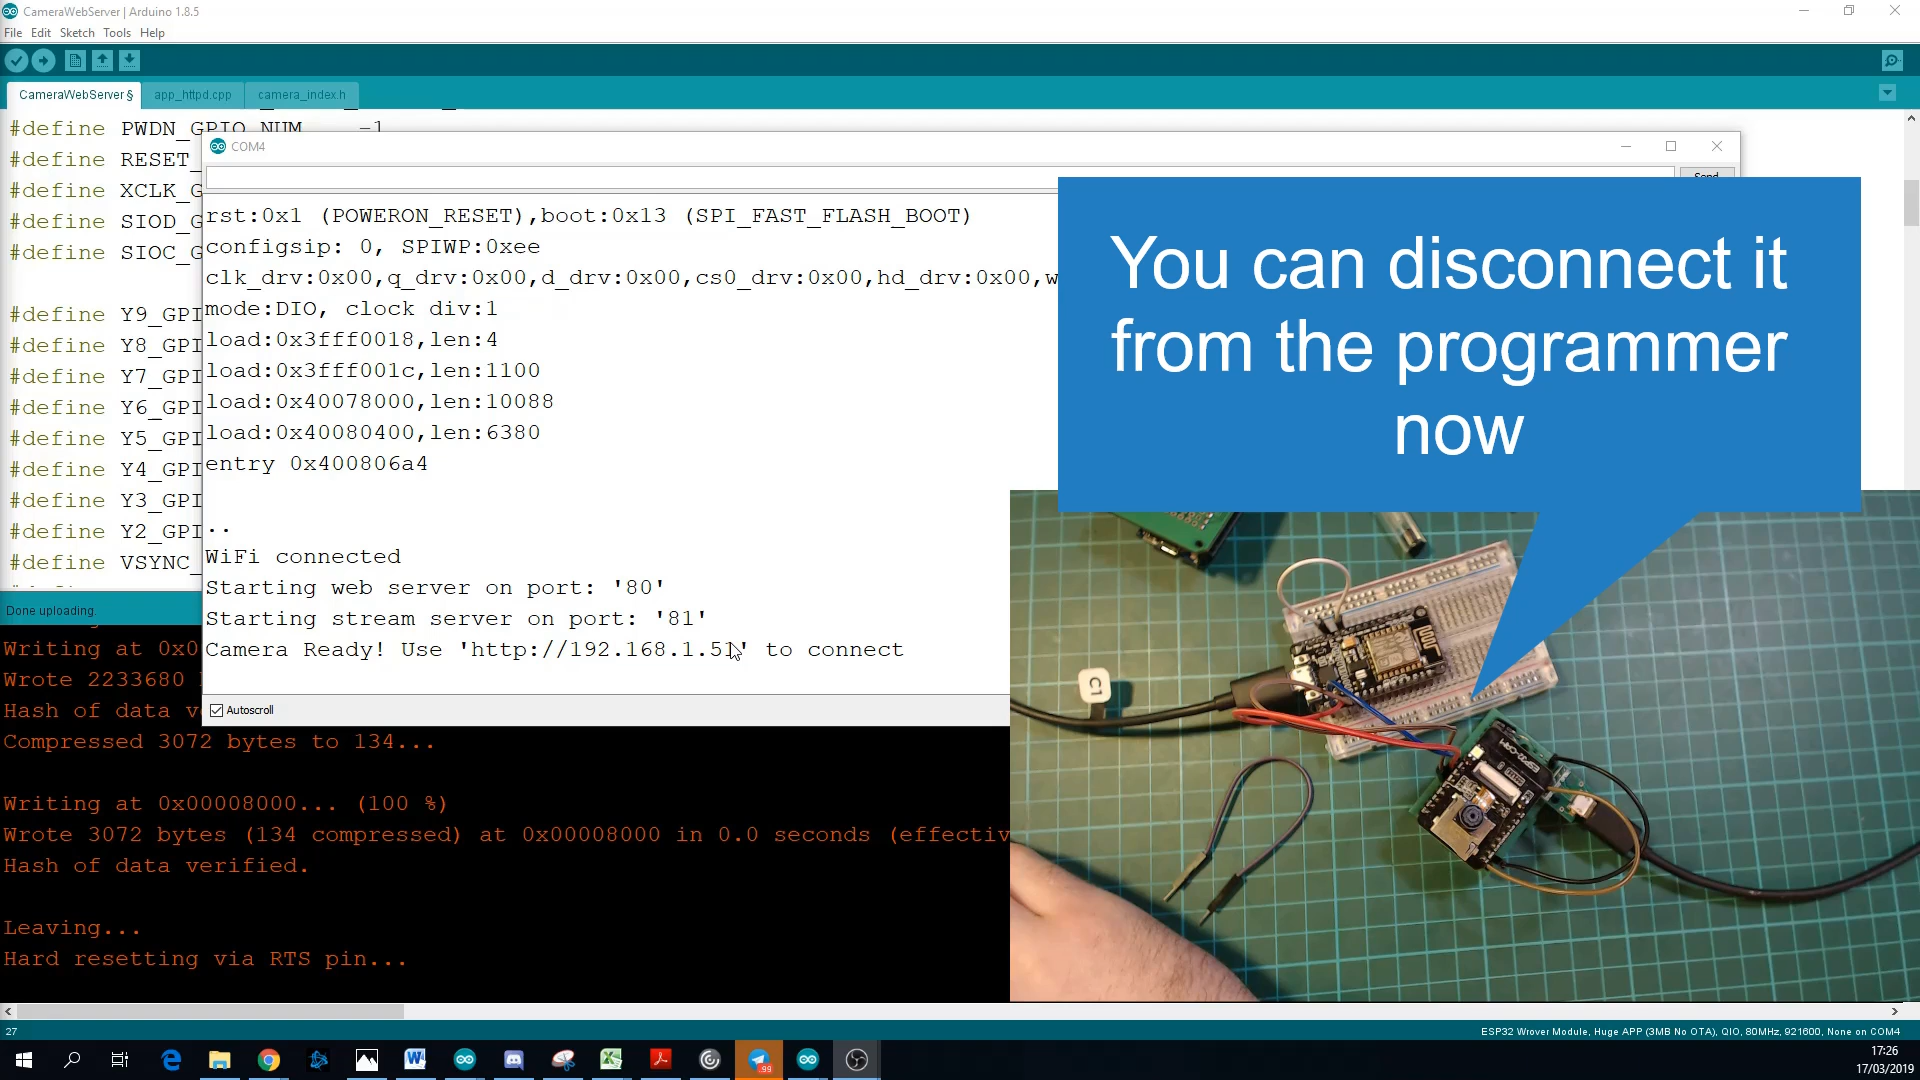 CameraWebServer | Arduino 1.8.5
File Edit Sketch Tools Help
CameraWebServer § app_httpd.cpp camera_index.h
#define PWDN_GPIO_NUM -1
#define RESET_
#define XCLK_G
#define SIOD_G
#define SIOC_G
#define Y9_GPI
#define Y8_GPI
#define Y7_GPI
#define Y6_GPI
#define Y5_GPI
#define Y4_GPI
#define Y3_GPI
#define Y2_GPI
#define VSYNC_
COM4
Send
rst:0x1 (POWERON_RESET),boot:0x13 (SPI_FAST_FLASH_BOOT)
configsip: 0, SPIWP:0xee
clk_drv:0x00,q_drv:0x00,d_drv:0x00,cs0_drv:0x00,hd_drv:0x00,w
mode:DIO, clock div:1
load:0x3fff0018,len:4
load:0x3fff001c,len:1100
load:0x40078000,len:10088
load:0x40080400,len:6380
entry 0x400806a4
..
WiFi connected
Starting web server on port: '80'
Starting stream server on port: '81'
Camera Ready! Use 'http://192.168.1.51' to connect
Autoscroll
You can disconnect it
from the programmer
now
C1
ESP32-CAM
Done uploading.
Writing at 0x0
Wrote 2233680
Hash of data v
Compressed 3072 bytes to 134...
Writing at 0x00008000... (100 %)
Wrote 3072 bytes (134 compressed) at 0x00008000 in 0.0 seconds (effectiv
Hash of data verified.
Leaving...
Hard resetting via RTS pin...
27
ESP32 Wrover Module, Huge APP (3MB No OTA), QIO, 80MHz, 921600, None on COM4
99
17:26
17/03/2019